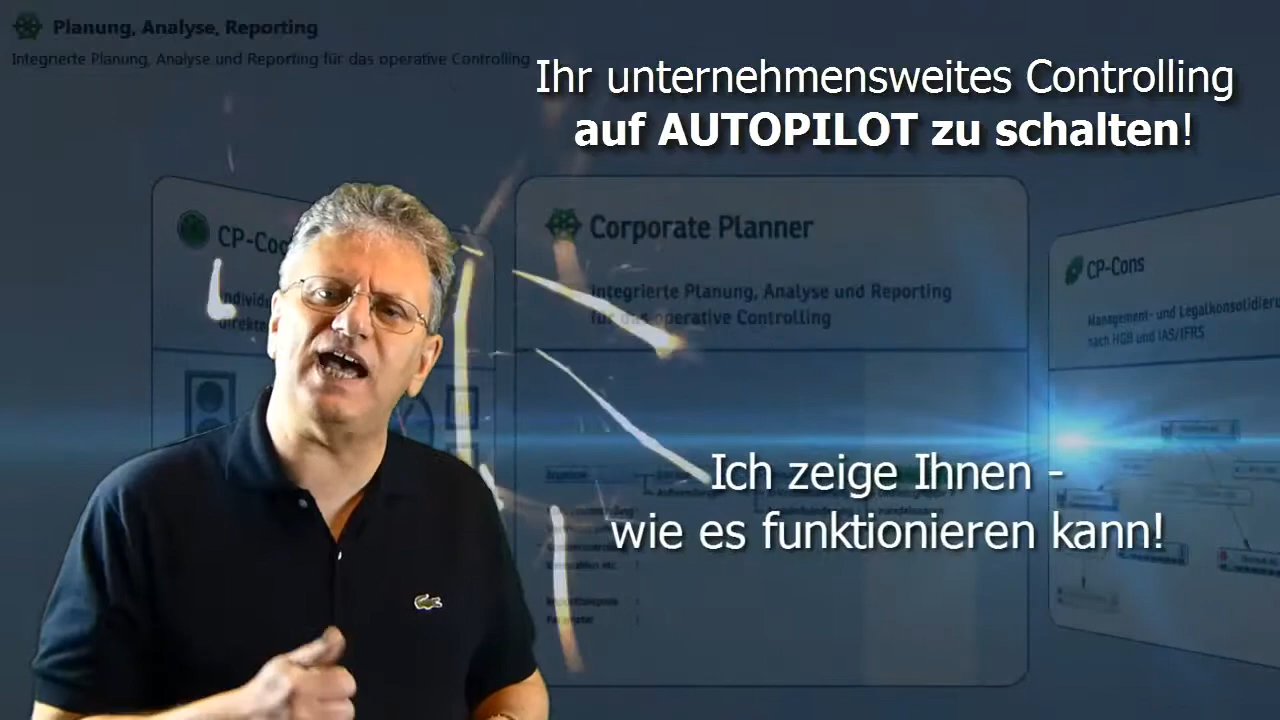 Planung, Analyse, Reporting
Integrierte Planung, Analyse und Reporting für das operative Controlling
Ihr unternehmensweites Controlling
auf AUTOPILOT zu schalten!
CP-Coc
Corporate Planner
Integrierte Planung, Analyse und Reporting
für das operative Controlling
CP-Cons
Management- und Legalkonsolidier
nach HGB und IAS/IFRS
Ich zeige Ihnen -
wie es funktionieren kann!